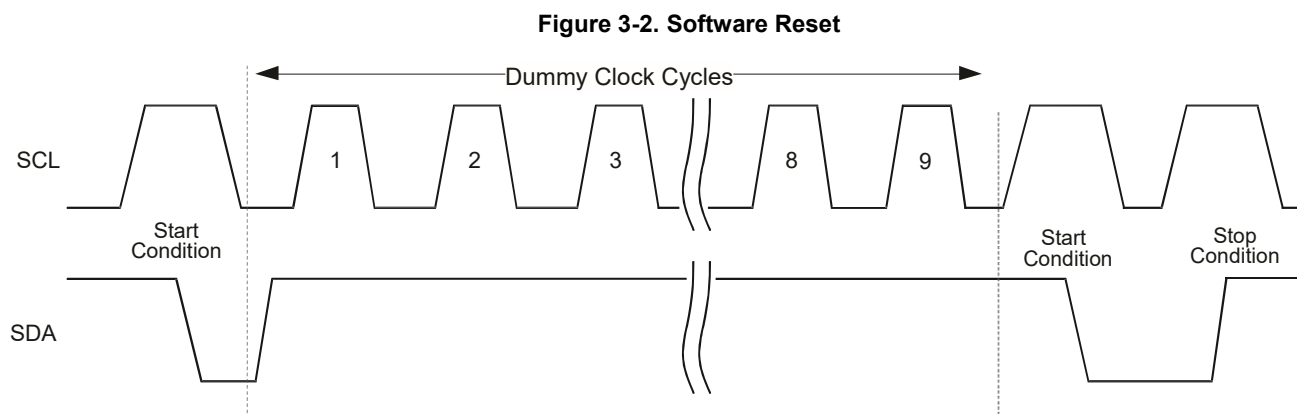 Figure 3-2. Software Reset
Dummy Clock Cycles
SCL
1
2
3
8
9
Start
Condition
Start
Condition
Stop
Condition
SDA